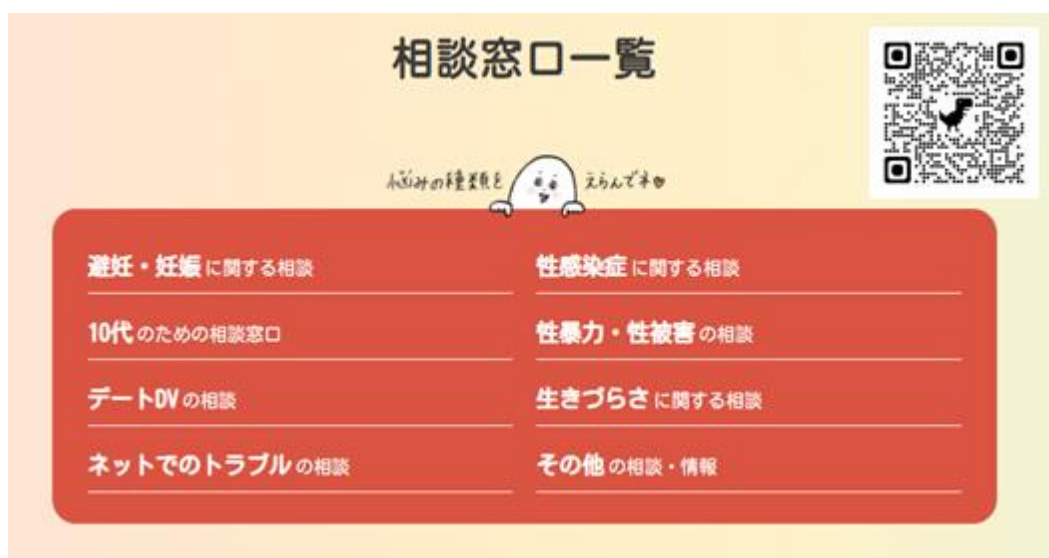 相談窓口一覧
悩みの種類を えらんでネ♥
避妊・妊娠に関する相談
性感染症に関する相談
10代のための相談窓口
性暴力・性被害の相談
デートDVの相談
生きづらさに関する相談
ネットでのトラブルの相談
その他の相談・情報